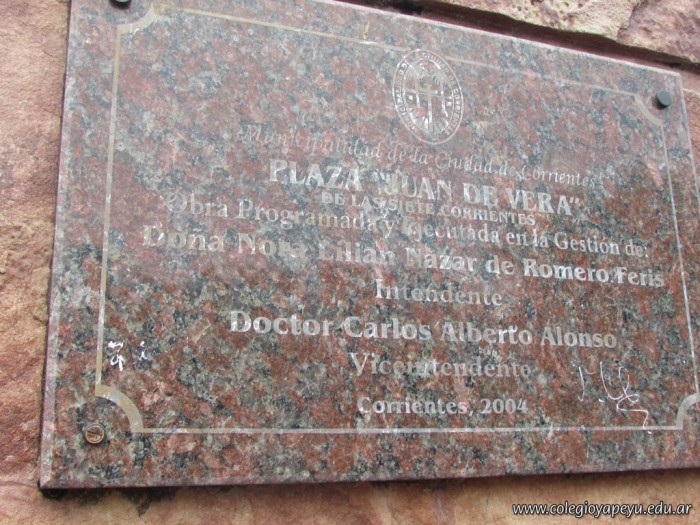 Municipalidad de la Ciudad de Corrientes
PLAZA "JUAN DE VERA"
DE LAS SIETE CORRIENTES
Obra Programada y Ejecutada en la Gestión de:
Doña Nora Lilian Nazar de Romero Feris
Intendente
Doctor Carlos Alberto Alonso
Viceintendente
Corrientes, 2004
www.colegioyapeyu.edu.ar